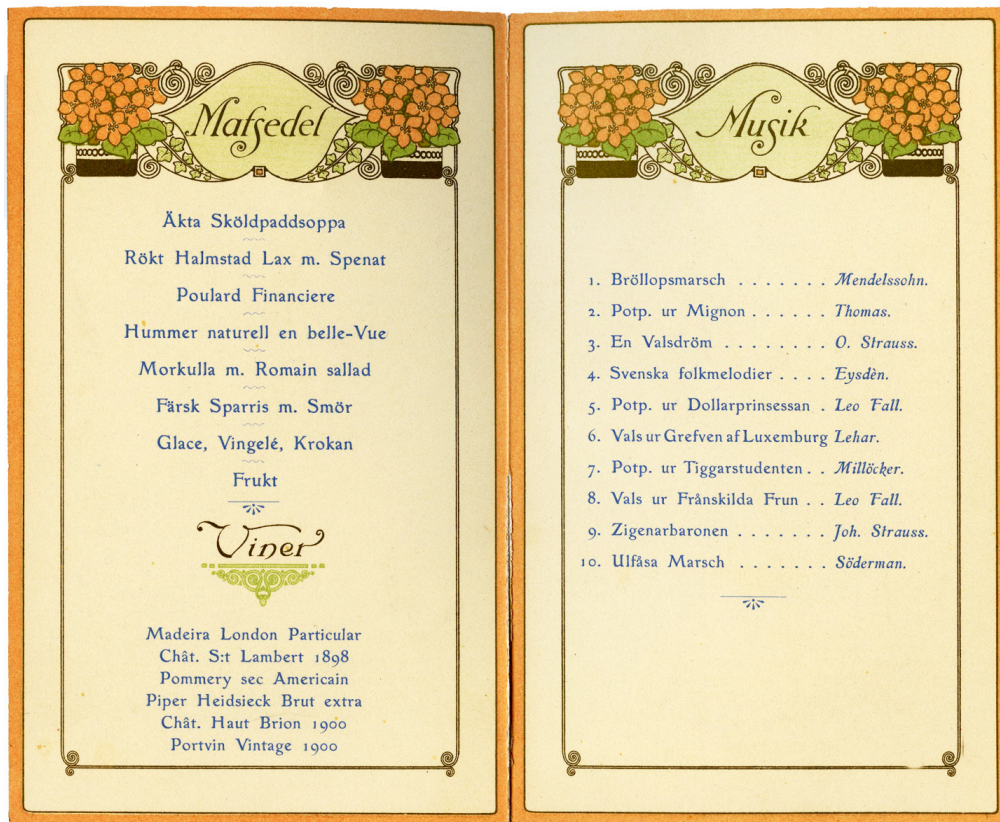 Matsedel
Äkta Sköldpaddsoppa
Rökt Halmstad Lax m. Spenat
Poulard Financiere
Hummer naturell en belle-Vue
Morkulla m. Romain sallad
Färsk Sparris m. Smör
Glace, Vingelé, Krokan
Frukt
Viner
Madeira London Particular
Chât. S:t Lambert 1898
Pommery sec Americain
Piper Heidsieck Brut extra
Chât. Haut Brion 1900
Portvin Vintage 1900
Musik
1. Bröllopsmarsch . . . . . . . Mendelssohn.
2. Potp. ur Mignon . . . . . . Thomas.
3. En Valsdröm . . . . . . . . O. Strauss.
4. Svenska folkmelodier . . . . Eysdèn.
5. Potp. ur Dollarprinsessan . Leo Fall.
6. Vals ur Grefven af Luxemburg Lehar.
7. Potp. ur Tiggarstudenten . . Millöcker.
8. Vals ur Frånskilda Frun . . Leo Fall.
9. Zigenarbaronen . . . . . . . Joh. Strauss.
10. Ulfåsa Marsch . . . . . . . Söderman.